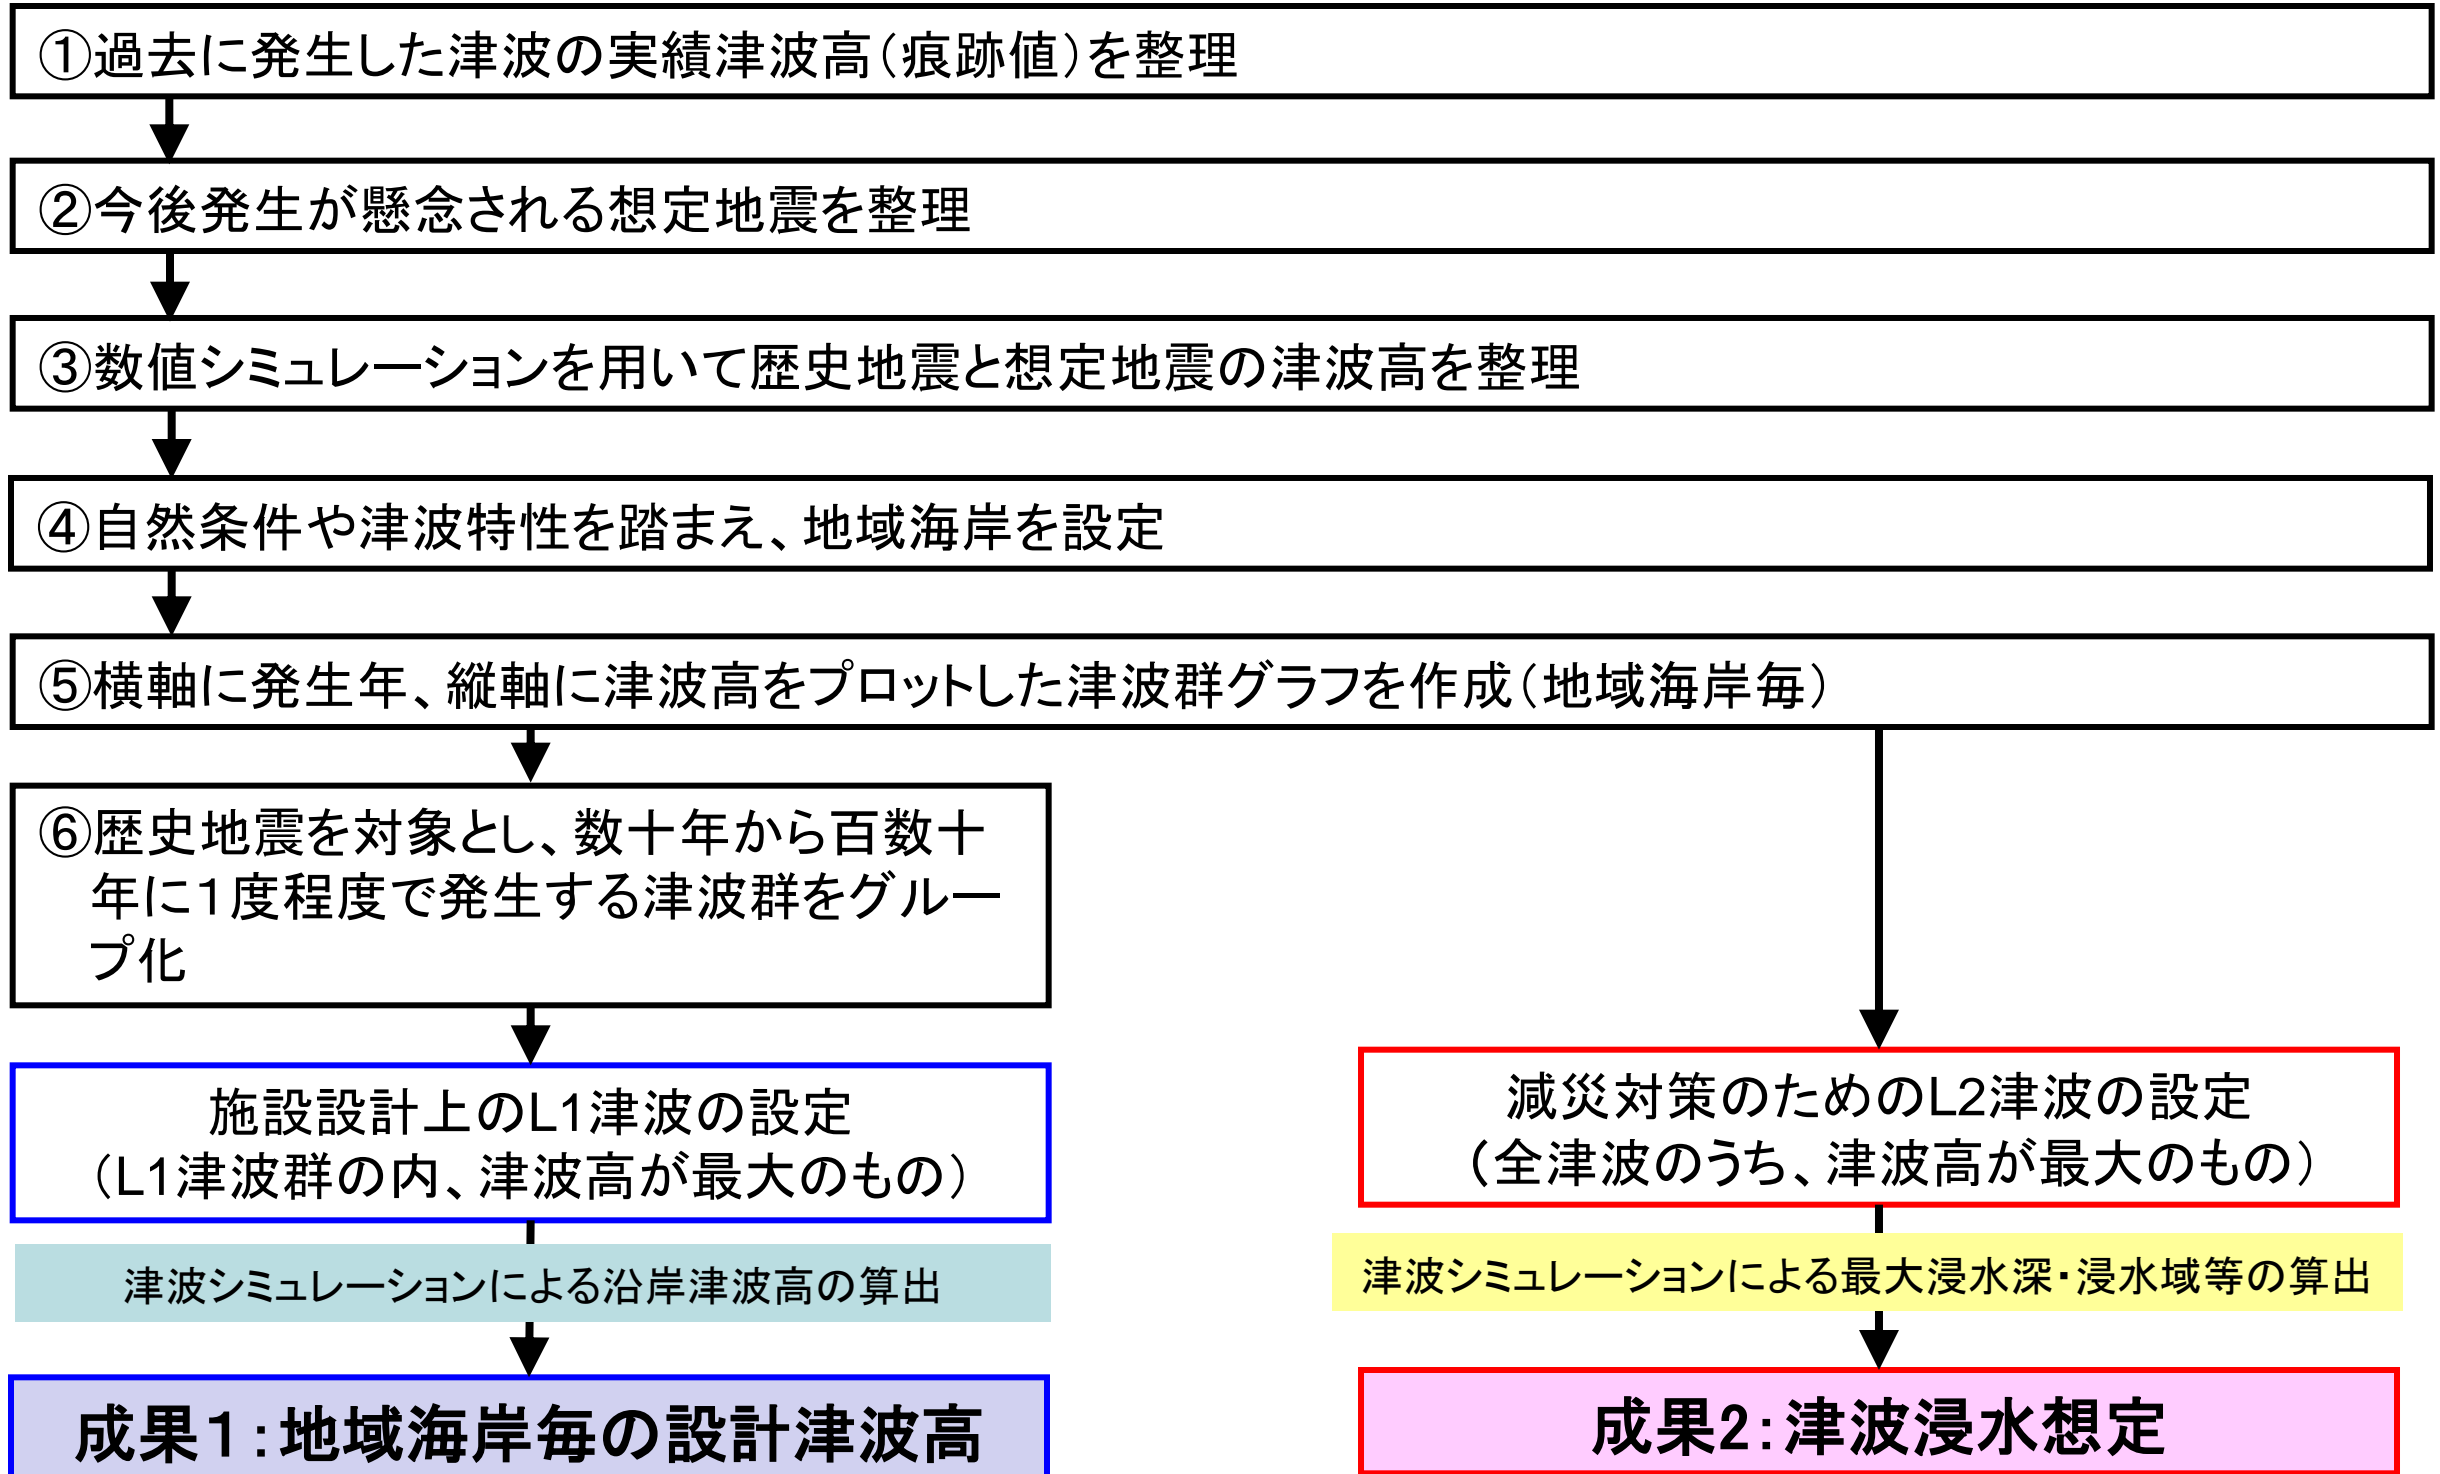 ①過去に発生した津波の実績津波高（痕跡値）を整理
②今後発生が懸念される想定地震を整理
③数値シミュレーションを用いて歴史地震と想定地震の津波高を整理
④自然条件や津波特性を踏まえ、地域海岸を設定
⑤横軸に発生年、縦軸に津波高をプロットした津波群グラフを作成（地域海岸毎）
⑥歴史地震を対象とし、数十年から百数十
年に１度程度で発生する津波群をグルー
プ化
施設設計上のL1津波の設定
（L1津波群の内、津波高が最大のもの）
津波シミュレーションによる沿岸津波高の算出
成果１：地域海岸毎の設計津波高
減災対策のためのL2津波の設定
（全津波のうち、津波高が最大のもの）
津波シミュレーションによる最大浸水深・浸水域等の算出
成果2：津波浸水想定